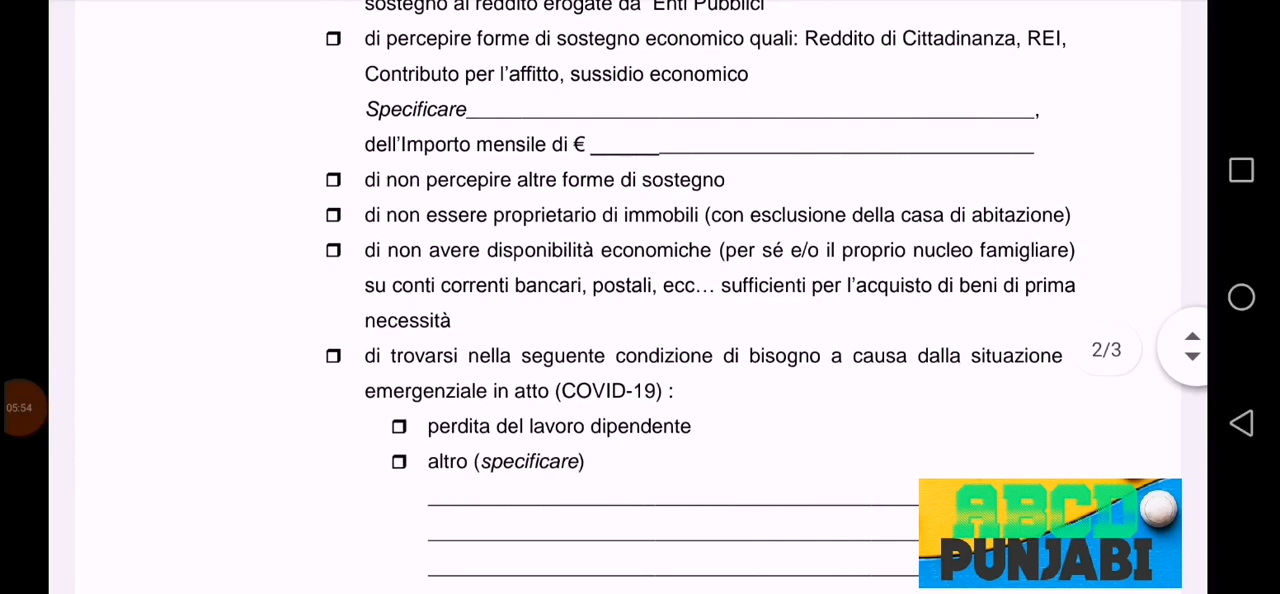 sostegno al reddito erogate da Enti Pubblici
di percepire forme di sostegno economico quali: Reddito di Cittadinanza, REI,
Contributo per l'affitto, sussidio economico
Specificare_______________________________________________,
dell'Importo mensile di € _____________________________________
di non percepire altre forme di sostegno
di non essere proprietario di immobili (con esclusione della casa di abitazione)
di non avere disponibilità economiche (per sé e/o il proprio nucleo famigliare)
su conti correnti bancari, postali, ecc… sufficienti per l'acquisto di beni di prima
necessità
di trovarsi nella seguente condizione di bisogno a causa dalla situazione
emergenziale in atto (COVID-19) :
perdita del lavoro dipendente
altro (specificare)
2/3
05:54
ABCD
PUNJABI